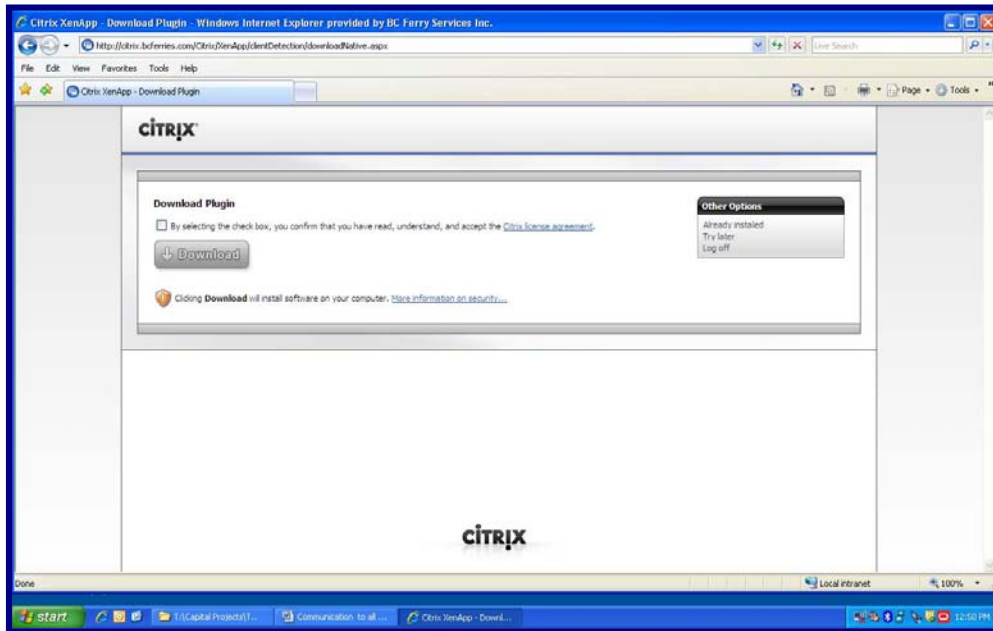 Citrix XenApp - Download Plugin - Windows Internet Explorer provided by BC Ferry Services Inc.
http://citrix.bcferries.com/Citrix/XenApp/clientDetection/downloadNative.aspx
Live Search
File Edit View Favorites Tools Help
Citrix XenApp - Download Plugin
Page
Tools
CITRIX
Download Plugin
By selecting the check box, you confirm that you have read, understand, and accept the Citrix license agreement.
Download
Clicking Download will install software on your computer. More information on security...
Other Options
Already installed
Try later
Log off
CITRIX
Done
Local intranet
100%
start
T:\Capital Projects\T...
Communication to all ...
Citrix XenApp - Downl...
12:50 PM